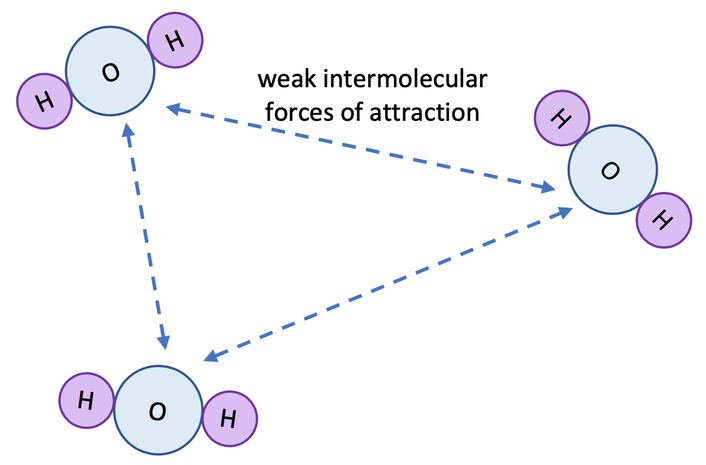 H O H
weak intermolecular
forces of attraction
H O H
H O H